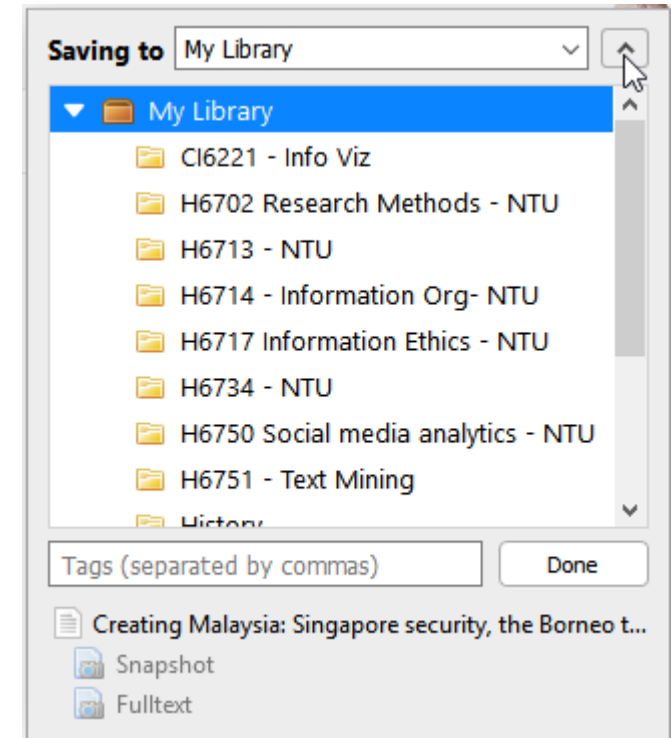 Saving to My Library
My Library
CI6221 - Info Viz
H6702 Research Methods - NTU
H6713 - NTU
H6714 - Information Org- NTU
H6717 Information Ethics - NTU
H6734 - NTU
H6750 Social media analytics - NTU
H6751 - Text Mining
History
Tags (separated by commas) Done
Creating Malaysia: Singapore security, the Borneo t...
Snapshot
Fulltext